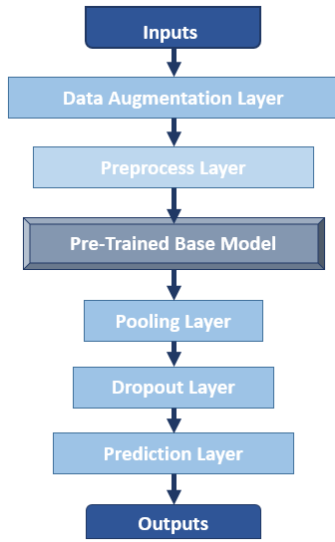 Inputs
Data Augmentation Layer
Preprocess Layer
Pre-Trained Base Model
Pooling Layer
Dropout Layer
Prediction Layer
Outputs